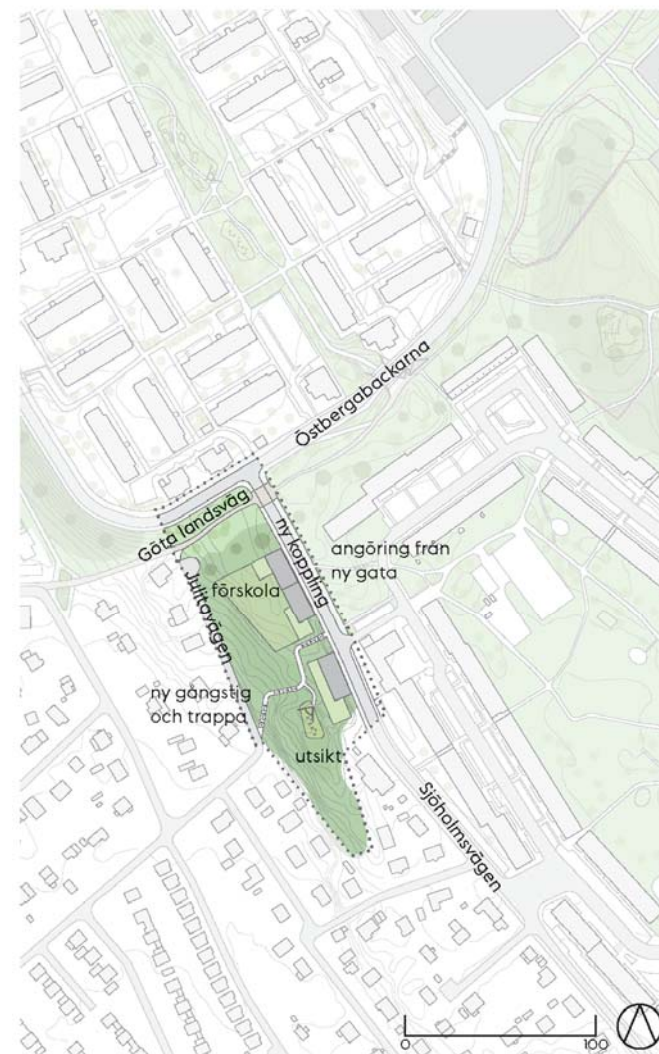 Östbergabackarna
Göta landsväg
ny koppling
angöring från
ny gata
förskola
Julitavägen
ny gångstig
och trappa
utsikt
Sjöholmsvägen
0 100